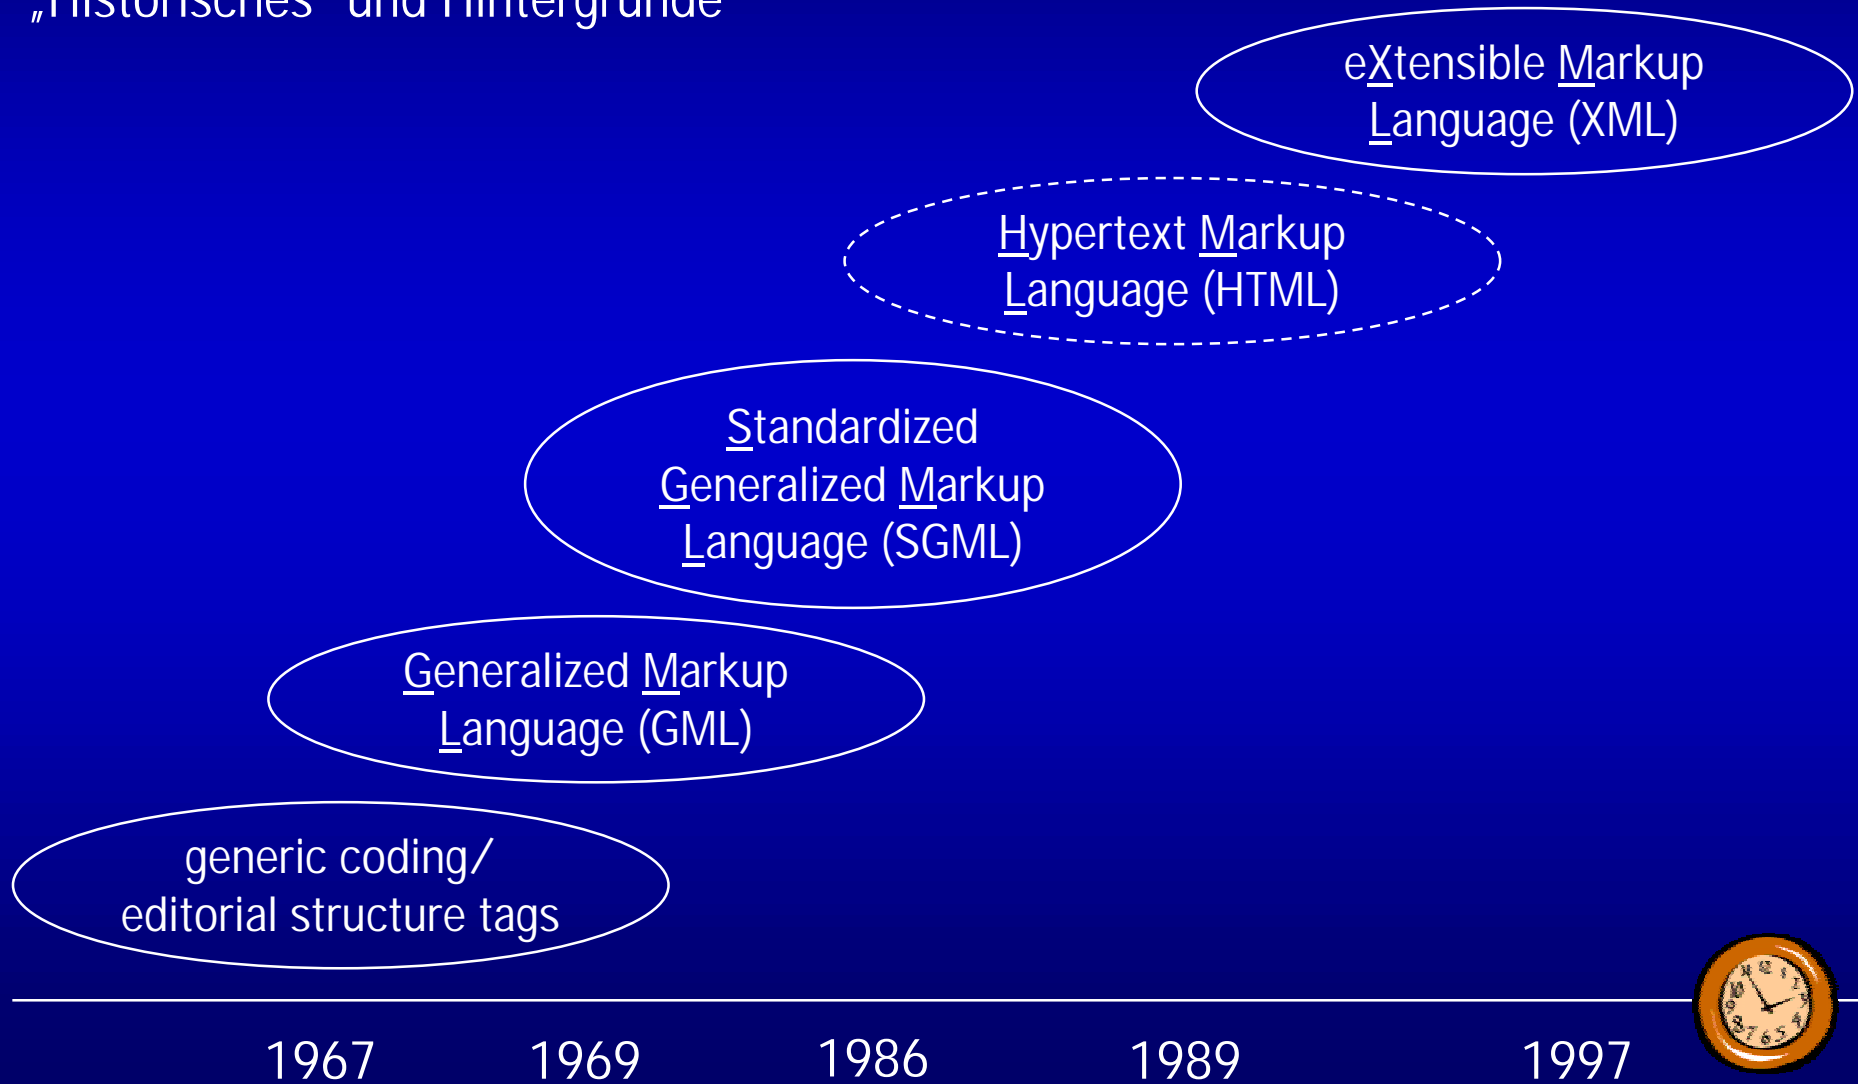 „Historisches“ und Hintergründe
eXtensible Markup
Language (XML)
Hypertext Markup
Language (HTML)
Standardized
Generalized Markup
Language (SGML)
Generalized Markup
Language (GML)
generic coding/
editorial structure tags
1967 1969 1986 1989 1997